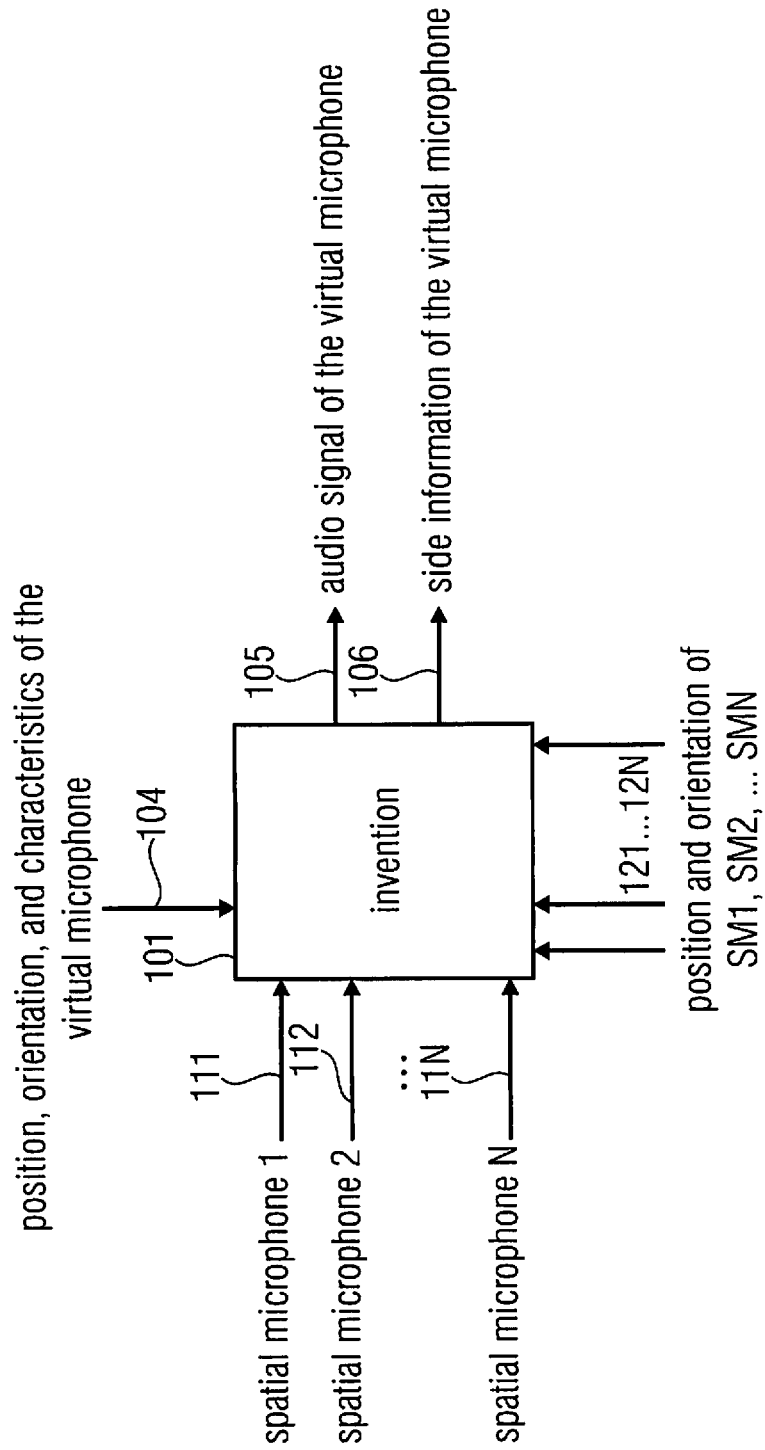 position, orientation, and characteristics of the
virtual microphone
104
101
spatial microphone 1
111
spatial microphone 2
112
...
11N
spatial microphone N
invention
105
audio signal of the virtual microphone
106
side information of the virtual microphone
121...12N
position and orientation of
SM1, SM2, ... SMN